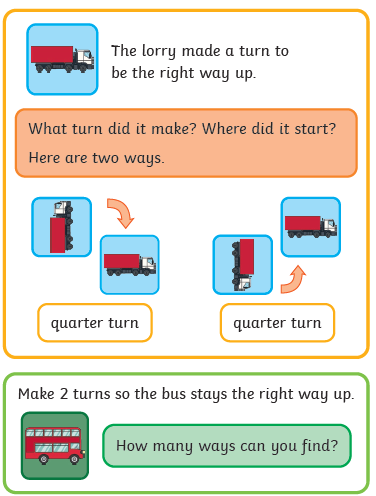 The lorry made a turn to
be the right way up.
What turn did it make? Where did it start?
Here are two ways.
quarter turn
quarter turn
Make 2 turns so the bus stays the right way up.
How many ways can you find?